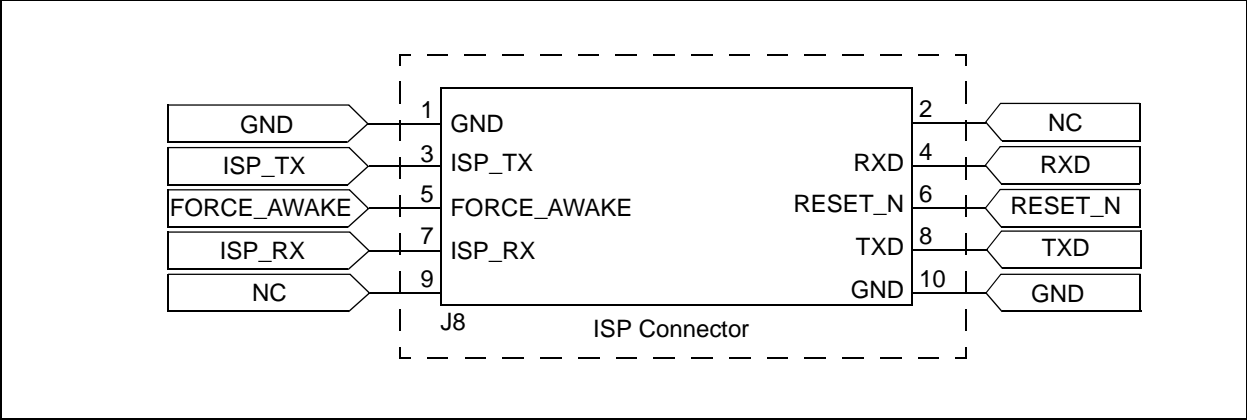 GND 1 GND 2 NC
ISP_TX 3 ISP_TX RXD 4 RXD
FORCE_AWAKE 5 FORCE_AWAKE RESET_N 6 RESET_N
ISP_RX 7 ISP_RX TXD 8 TXD
NC 9 GND 10 GND
J8 ISP Connector